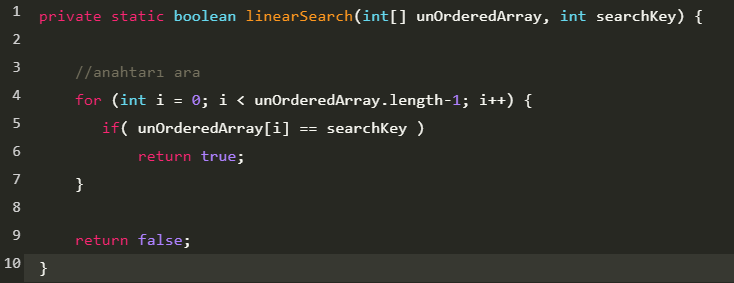 1 private static boolean linearSearch(int[] unOrderedArray, int searchKey) {
2
3 //anahtarı ara
4 for (int i = 0; i < unOrderedArray.length-1; i++) {
5 if( unOrderedArray[i] == searchKey )
6 return true;
7 }
8
9 return false;
10 }